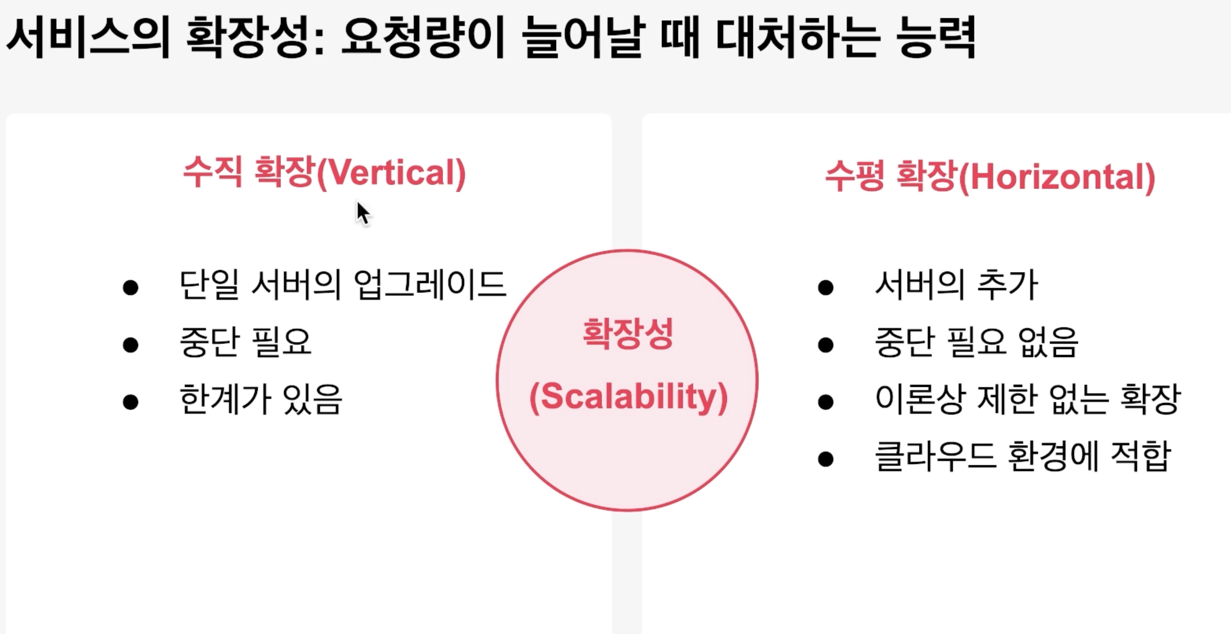 서비스의 확장성: 요청량이 늘어날 때 대처하는 능력
수직 확장(Vertical)
● 단일 서버의 업그레이드
● 중단 필요
● 한계가 있음
확장성
(Scalability)
수평 확장(Horizontal)
● 서버의 추가
● 중단 필요 없음
● 이론상 제한 없는 확장
● 클라우드 환경에 적합